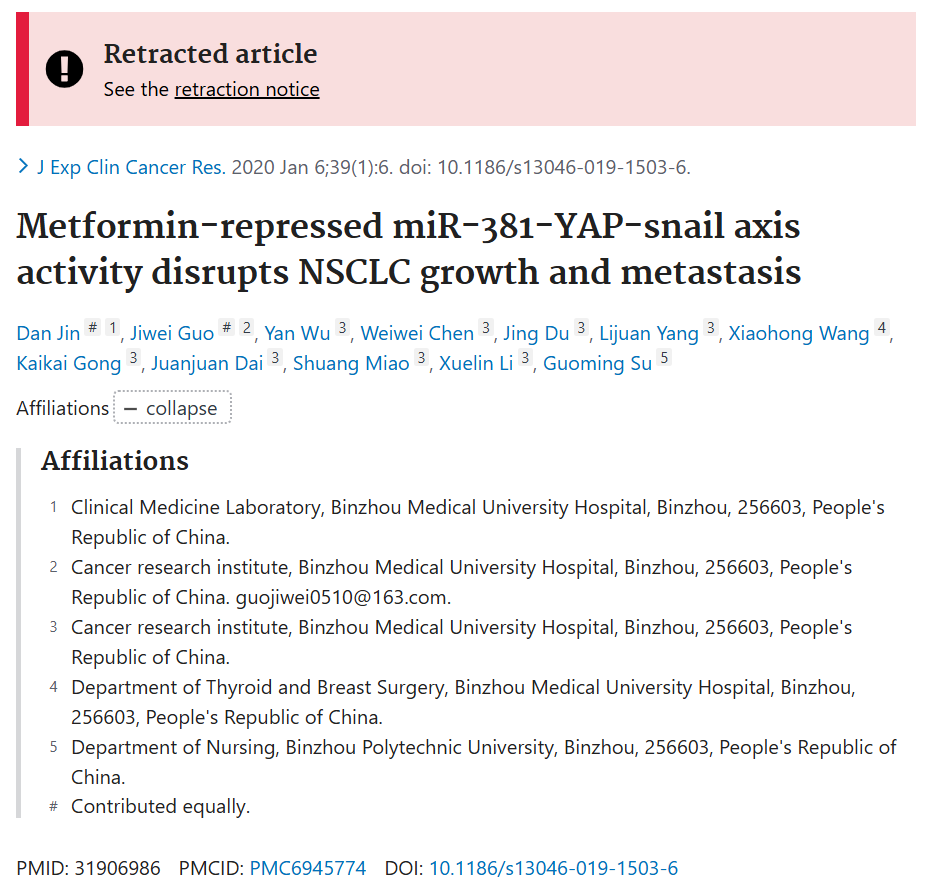 Retracted article
See the retraction notice
J Exp Clin Cancer Res. 2020 Jan 6;39(1):6. doi: 10.1186/s13046-019-1503-6.
Metformin-repressed miR-381-YAP-snail axis
activity disrupts NSCLC growth and metastasis
Dan Jin # 1, Jiwei Guo # 2, Yan Wu 3, Weiwei Chen 3, Jing Du 3, Lijuan Yang 3, Xiaohong Wang 4,
Kaikai Gong 3, Juanjuan Dai 3, Shuang Miao 3, Xuelin Li 3, Guoming Su 5
Affiliations — collapse
Affiliations
1 Clinical Medicine Laboratory, Binzhou Medical University Hospital, Binzhou, 256603, People's
Republic of China.
2 Cancer research institute, Binzhou Medical University Hospital, Binzhou, 256603, People's
Republic of China. guojiwei0510@163.com.
3 Cancer research institute, Binzhou Medical University Hospital, Binzhou, 256603, People's
Republic of China.
4 Department of Thyroid and Breast Surgery, Binzhou Medical University Hospital, Binzhou,
256603, People's Republic of China.
5 Department of Nursing, Binzhou Polytechnic University, Binzhou, 256603, People's Republic of
China.
# Contributed equally.
PMID: 31906986 PMCID: PMC6945774 DOI: 10.1186/s13046-019-1503-6